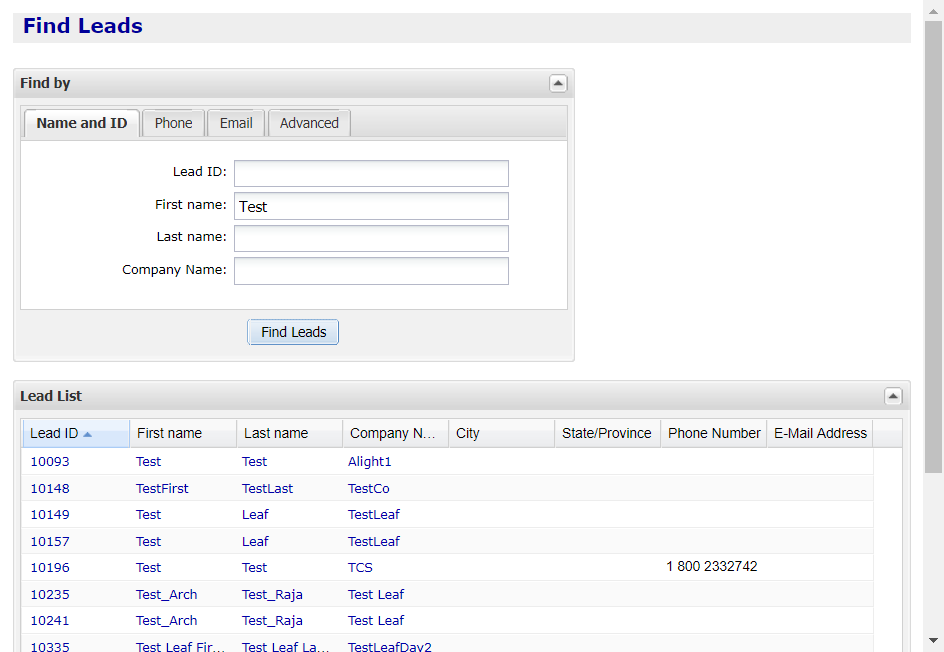 Find Leads
Find by
Name and ID Phone Email Advanced
Lead ID:
First name: Test
Last name:
Company Name:
Find Leads
Lead List
Lead ID First name Last name Company N... City State/Province Phone Number E-Mail Address
10093 Test Test Alight1
10148 TestFirst TestLast TestCo
10149 Test Leaf TestLeaf
10157 Test Leaf TestLeaf
10196 Test Test TCS 1 800 2332742
10235 Test_Arch Test_Raja Test Leaf
10241 Test_Arch Test_Raja Test Leaf
10335 Test Leaf Fir... Test Leaf La... TestLeafDay2